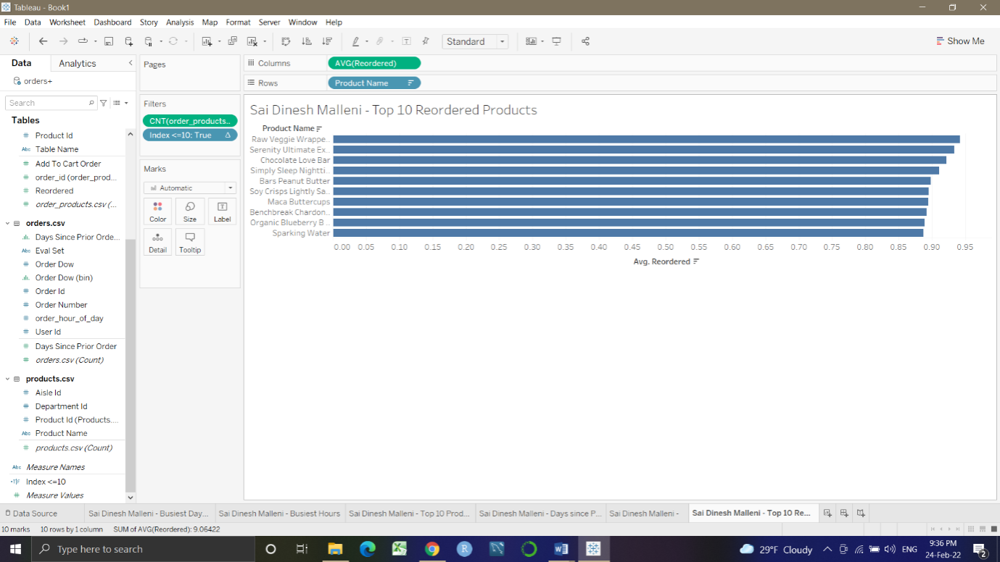 Tableau - Book1
File Data Worksheet Dashboard Story Analysis Map Format Server Window Help
Standard
Show Me
Data Analytics
orders+
Search
Tables
Product Id
Abc Table Name
Add To Cart Order
order_id (order_prod...
Reordered
order_products.csv (...
orders.csv
Days Since Prior Orde...
Abc Eval Set
Order Dow
Order Dow (bin)
Order Id
Order Number
order_hour_of_day
User Id
Days Since Prior Order
orders.csv (Count)
products.csv
Aisle Id
Department Id
Product Id (Products....
Abc Product Name
products.csv (Count)
Abc Measure Names
T|F Index <=10
Measure Values
Pages
Filters
CNT(order_products..
Index <=10: True
Marks
Automatic
Color Size Label
Detail Tooltip
Columns AVG(Reordered)
Rows Product Name
Sai Dinesh Malleni - Top 10 Reordered Products
Product Name
Raw Veggie Wrappe...
Serenity Ultimate Ex...
Chocolate Love Bar
Simply Sleep Nightti...
Bars Peanut Butter
Soy Crisps Lightly Sa...
Maca Buttercups
Benchbreak Chardon...
Organic Blueberry B...
Sparking Water
0.00 0.05 0.10 0.15 0.20 0.25 0.30 0.35 0.40 0.45 0.50 0.55 0.60 0.65 0.70 0.75 0.80 0.85 0.90 0.95
Avg. Reordered
Data Source Sai Dinesh Malleni - Busiest Day... Sai Dinesh Malleni - Busiest Hours Sai Dinesh Malleni - Top 10 Prod... Sai Dinesh Malleni - Days since P... Sai Dinesh Malleni - Sai Dinesh Malleni - Top 10 Re...
10 marks 10 rows by 1 column SUM of AVG(Reordered): 9.06422
Type here to search
29°F Cloudy
ENG
9:36 PM
24-Feb-22
2